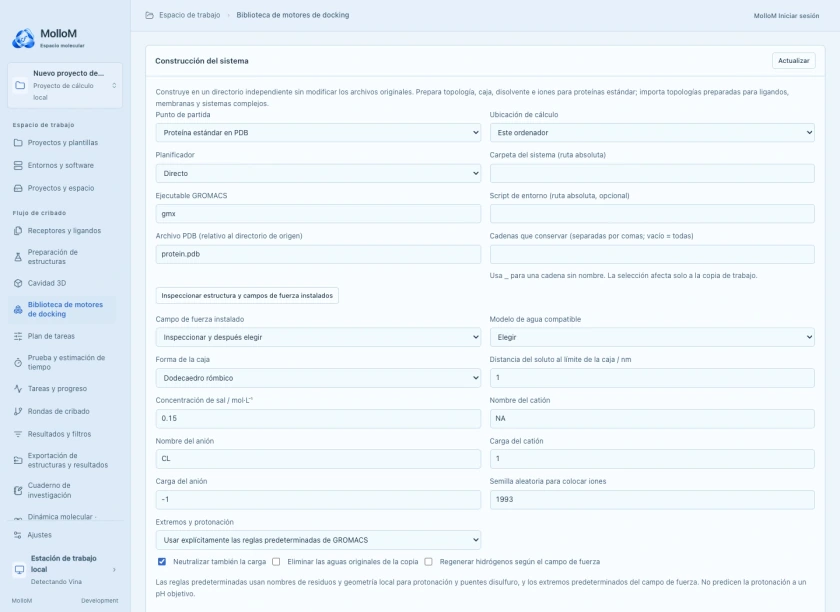 MolloM
Espacio molecular
Nuevo proyecto de...
Proyecto de cálculo
local
Espacio de trabajo
Proyectos y plantillas
Entornos y software
Proyectos y espacio
Flujo de cribado
Receptores y ligandos
Preparación de
estructuras
Cavidad 3D
Biblioteca de motores
de docking
Plan de tareas
Prueba y estimación de
tiempo
Tareas y progreso
Rondas de cribado
Resultados y filtros
Exportación de
estructuras y resultados
Cuaderno de
investigación
Dinámica molecular ·
Ajustes
Estación de trabajo
local
Detectando Vina
MolloM Development
Espacio de trabajo › Biblioteca de motores de docking
MolloM Iniciar sesión
Construcción del sistema
Actualizar
Construye en un directorio independiente sin modificar los archivos originales. Prepara topología, caja, disolvente e iones para proteínas estándar; importa topologías preparadas para ligandos,
membranas y sistemas complejos.
Punto de partida Ubicación de cálculo
Proteína estándar en PDB Este ordenador
Planificador Carpeta del sistema (ruta absoluta)
Directo
Ejecutable GROMACS Script de entorno (ruta absoluta, opcional)
gmx
Archivo PDB (relativo al directorio de origen) Cadenas que conservar (separadas por comas; vacío = todas)
protein.pdb
Usa _ para una cadena sin nombre. La selección afecta solo a la copia de trabajo.
Inspeccionar estructura y campos de fuerza instalados
Campo de fuerza instalado Modelo de agua compatible
Inspeccionar y después elegir Elegir
Forma de la caja Distancia del soluto al límite de la caja / nm
Dodecaedro rómbico 1
Concentración de sal / mol·L⁻¹ Nombre del catión
0.15 NA
Nombre del anión Carga del catión
CL 1
Carga del anión Semilla aleatoria para colocar iones
-1 1993
Extremos y protonación
Usar explícitamente las reglas predeterminadas de GROMACS
Neutralizar también la carga Eliminar las aguas originales de la copia Regenerar hidrógenos según el campo de fuerza
Las reglas predeterminadas usan nombres de residuos y geometría local para protonación y puentes disulfuro, y los extremos predeterminados del campo de fuerza. No predicen la protonación a un
pH objetivo.